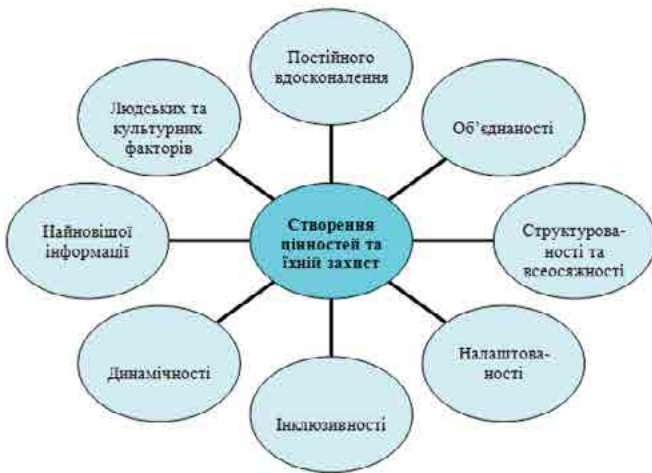 Постійного
вдосконалення
Об’єднаності
Структурова-
ності та
всеосяжності
Налаштова-
ності
Інклюзивності
Динамічності
Найновішої
інформації
Людських та
культурних
факторів
Створення
цінностей та
їхній захист